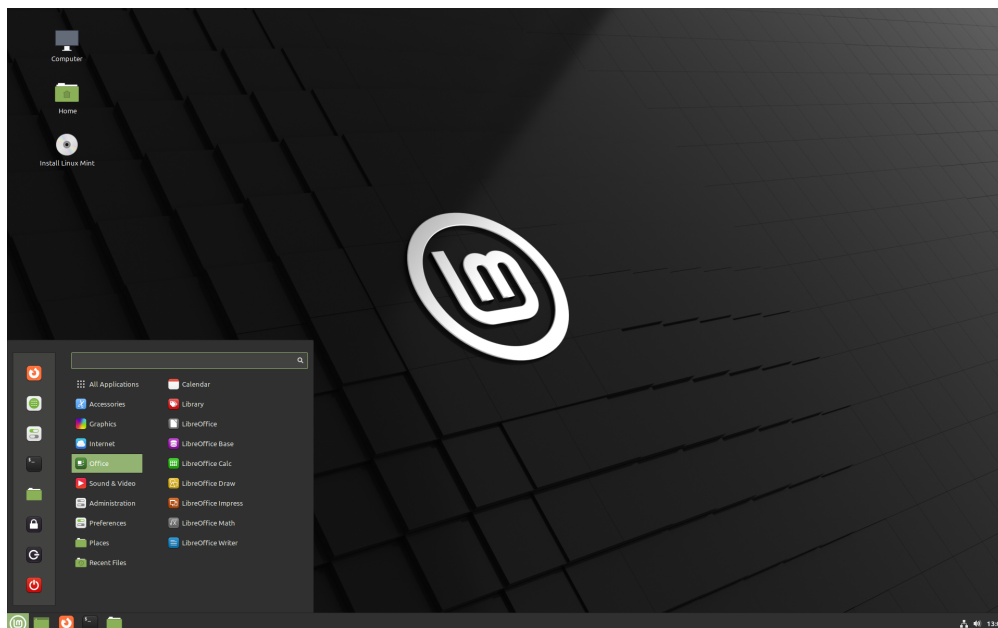 Computer
Home
Install Linux Mint
All Applications
Accessories
Graphics
Internet
Office
Sound & Video
Administration
Preferences
Places
Recent Files
Calendar
Library
LibreOffice
LibreOffice Base
LibreOffice Calc
LibreOffice Draw
LibreOffice Impress
LibreOffice Math
LibreOffice Writer